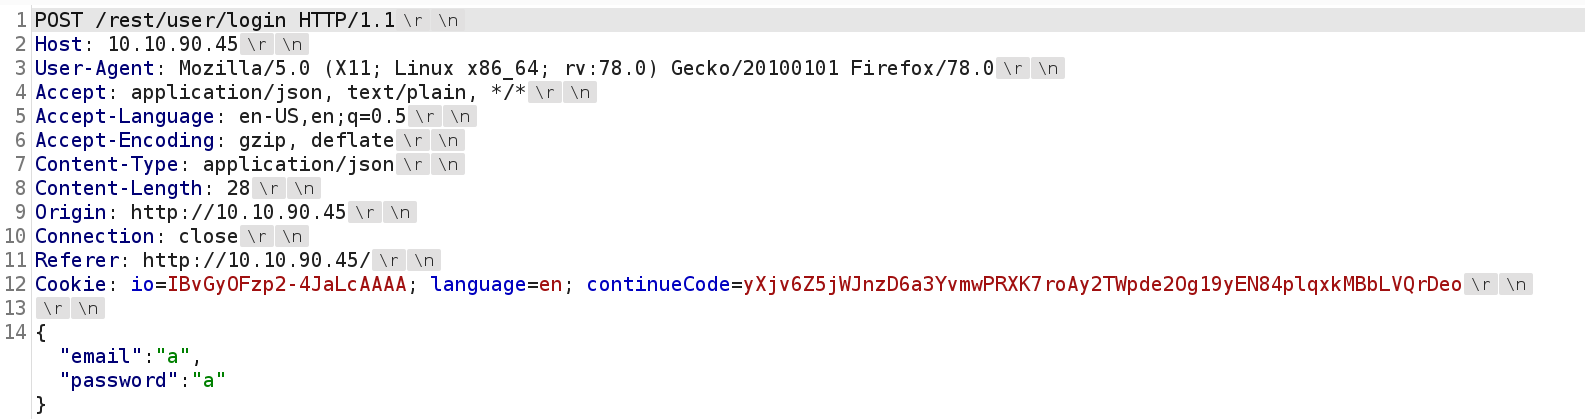 1 POST /rest/user/login HTTP/1.1 \r \n
2 Host: 10.10.90.45 \r \n
3 User-Agent: Mozilla/5.0 (X11; Linux x86_64; rv:78.0) Gecko/20100101 Firefox/78.0 \r \n
4 Accept: application/json, text/plain, */* \r \n
5 Accept-Language: en-US,en;q=0.5 \r \n
6 Accept-Encoding: gzip, deflate \r \n
7 Content-Type: application/json \r \n
8 Content-Length: 28 \r \n
9 Origin: http://10.10.90.45 \r \n
10 Connection: close \r \n
11 Referer: http://10.10.90.45/ \r \n
12 Cookie: io=IBvGyOFzp2-4JaLcAAAA; language=en; continueCode=yXjv6Z5jWJnzD6a3YvmwPRXK7roAy2TWpde2Og19yEN84plqxkMBbLVQrDeo \r \n
13 \r \n
14 {
"email":"a",
"password":"a"
}